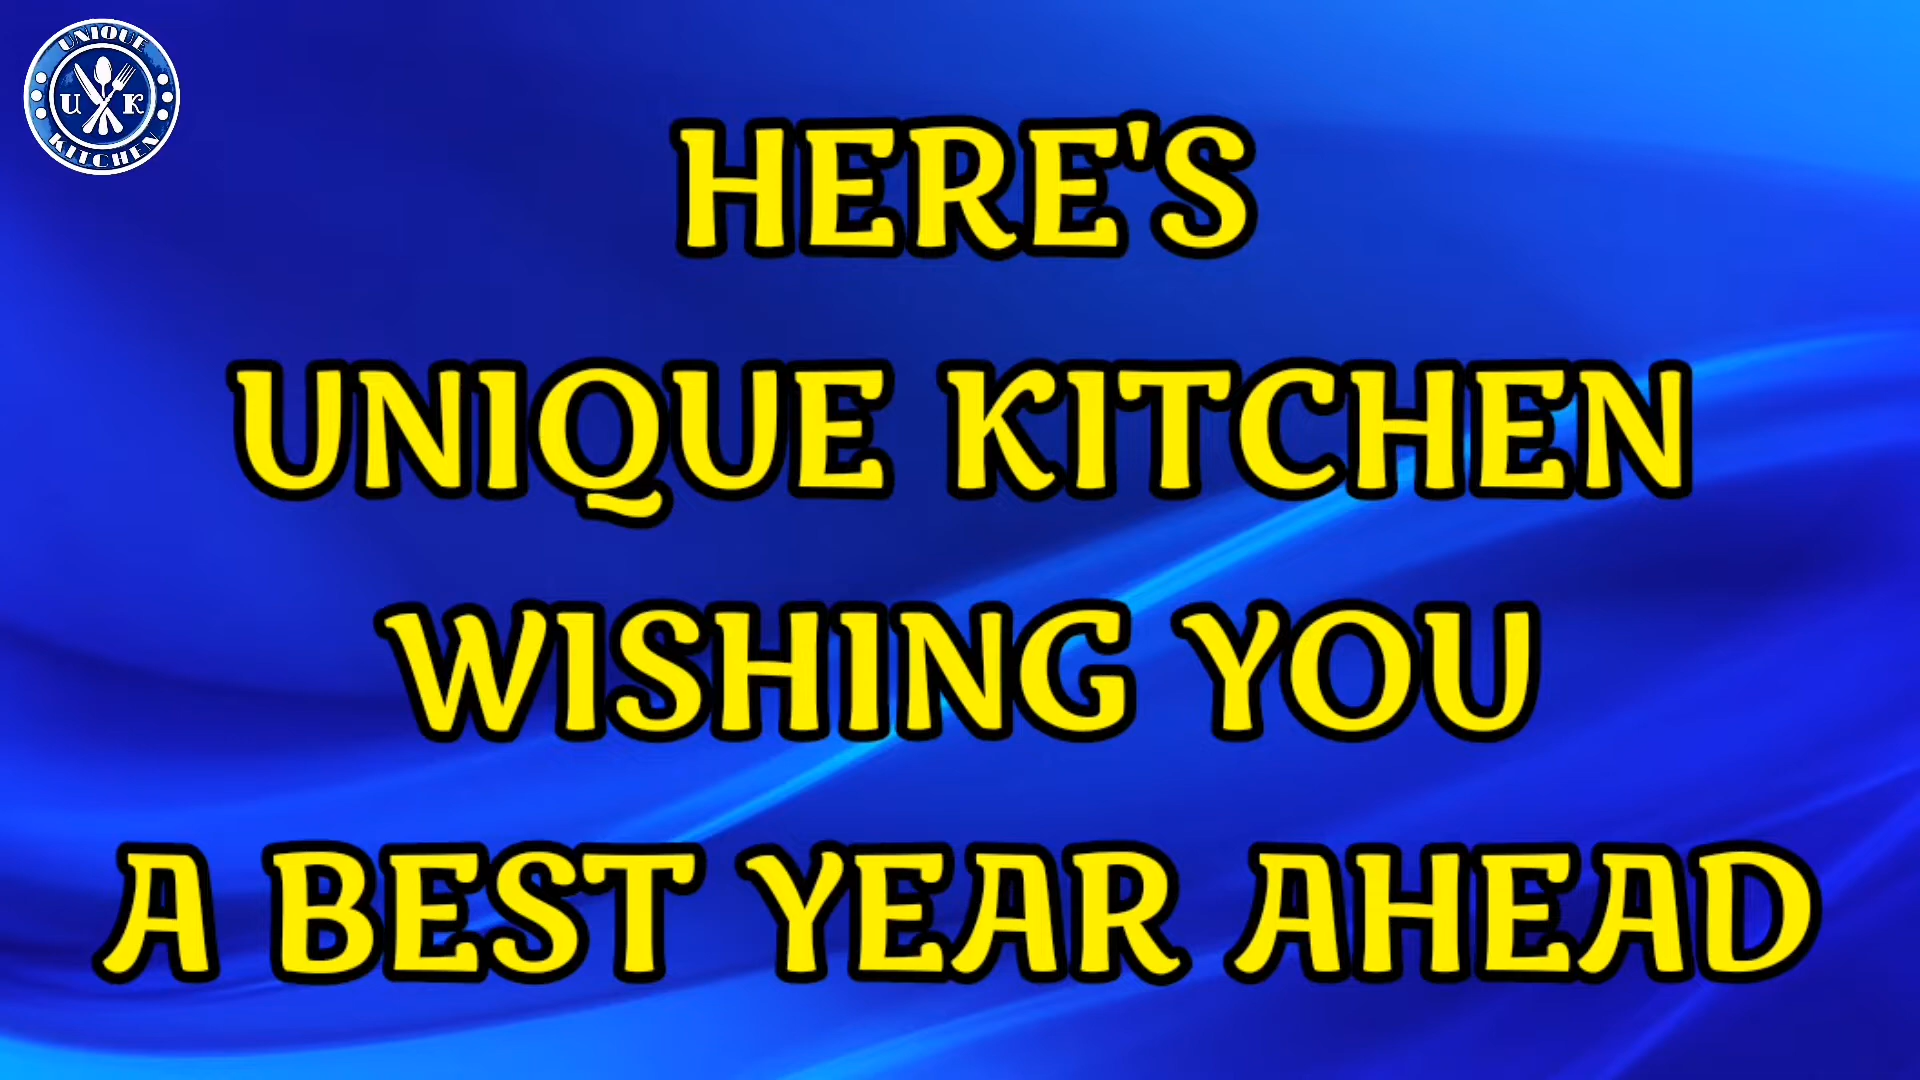 UNIQUE
U K
KITCHEN
HERE'S
UNIQUE KITCHEN
WISHING YOU
A BEST YEAR AHEAD